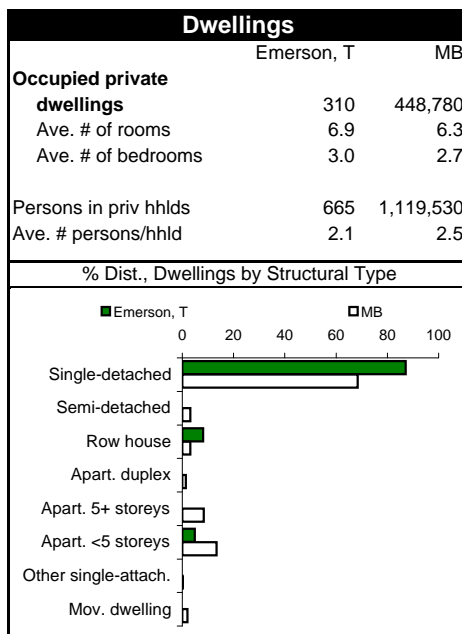 Dwellings
Emerson, T MB
Occupied private
dwellings 310 448,780
Ave. # of rooms 6.9 6.3
Ave. # of bedrooms 3.0 2.7
Persons in priv hhlds 665 1,119,530
Ave. # persons/hhld 2.1 2.5
% Dist., Dwellings by Structural Type
Emerson, T MB
0 20 40 60 80 100
Single-detached
Semi-detached
Row house
Apart. duplex
Apart. 5+ storeys
Apart. <5 storeys
Other single-attach.
Mov. dwelling